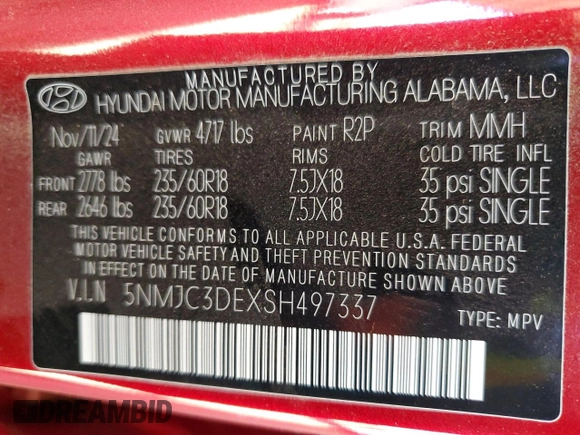 MANUFACTURED BY
HYUNDAI MOTOR MANUFACTURING ALABAMA, LLC
Nov/11/24 GVWR 4717 lbs PAINT R2P TRIM MMH
GAWR TIRES RIMS COLD TIRE INFL
FRONT 2778 lbs 235/60R18 7.5JX18 35 psi SINGLE
REAR 2646 lbs 235/60R18 7.5JX18 35 psi SINGLE
THIS VEHICLE CONFORMS TO ALL APPLICABLE U.S.A. FEDERAL
MOTOR VEHICLE SAFETY AND THEFT PREVENTION STANDARDS
IN EFFECT ON THE DATE OF MANUFACTURE SHOWN ABOVE
V.I.N 5NMJC3DEXSH497337
TYPE: MPV
DREAMBID